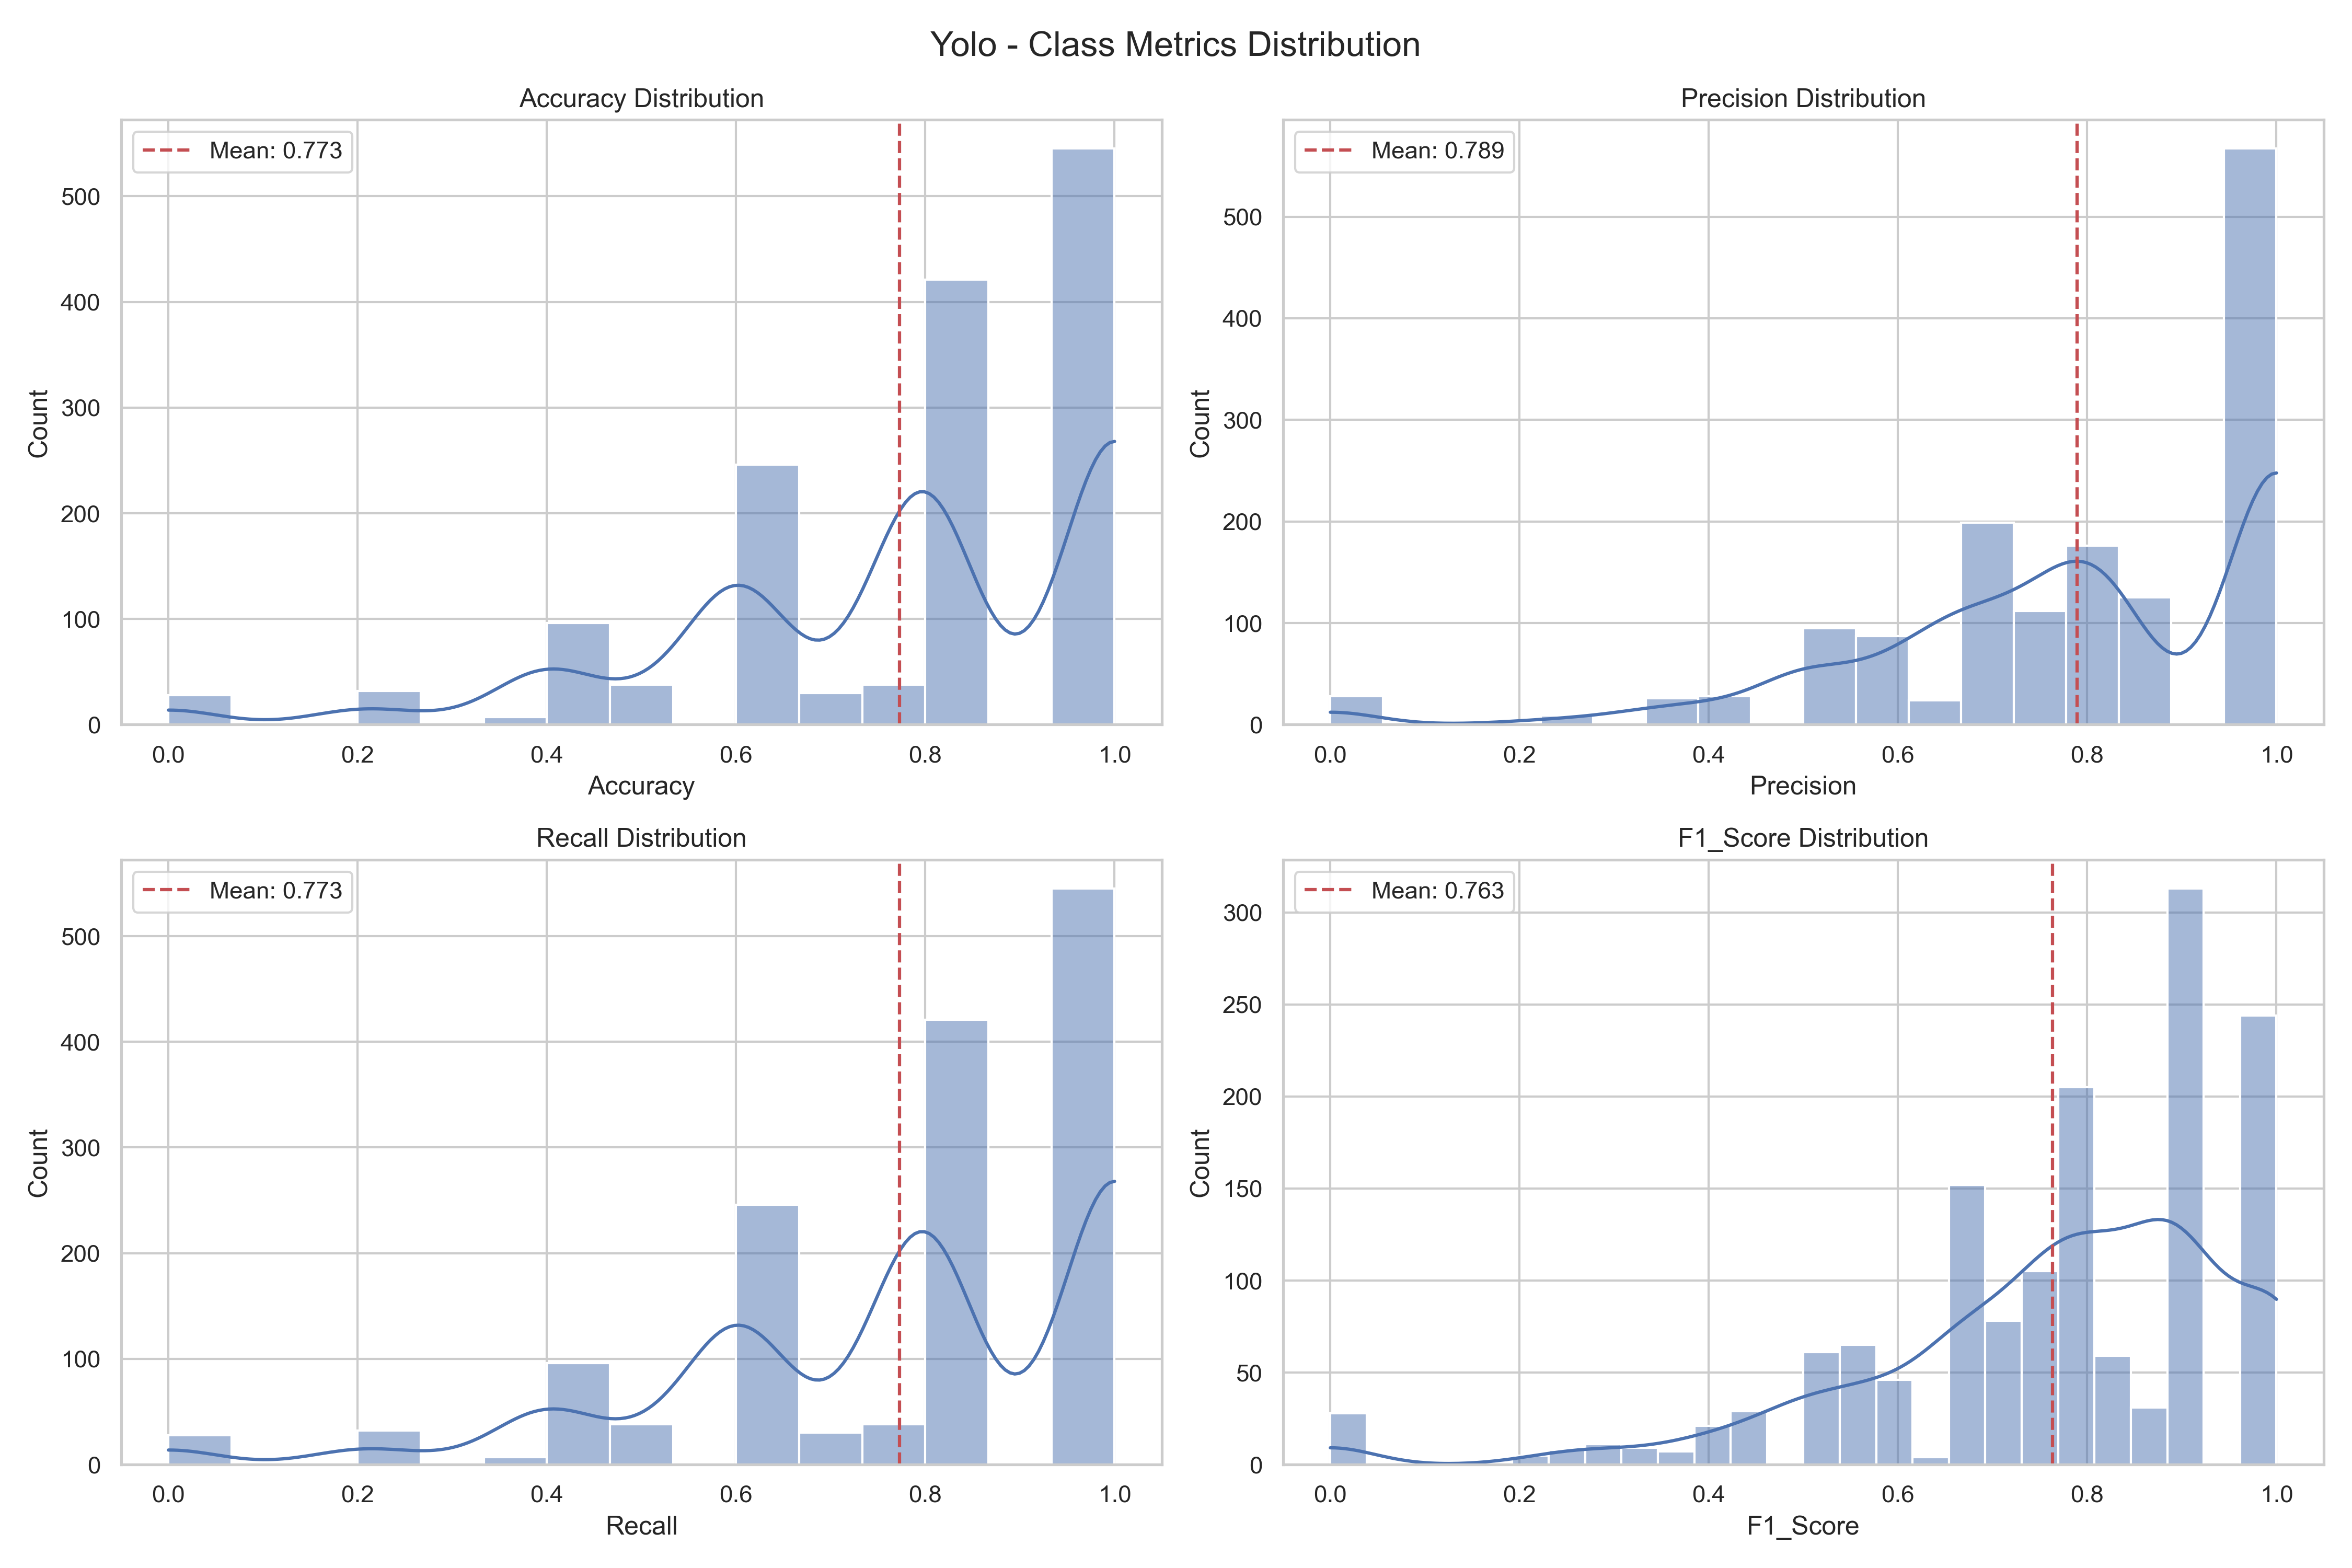 Yolo - Class Metrics Distribution
Accuracy Distribution
Mean: 0.773
500
400
300
200
100
0
Count
0.0 0.2 0.4 0.6 0.8 1.0
Accuracy
Precision Distribution
Mean: 0.789
500
400
300
200
100
0
Count
0.0 0.2 0.4 0.6 0.8 1.0
Precision
Recall Distribution
Mean: 0.773
500
400
300
200
100
0
Count
0.0 0.2 0.4 0.6 0.8 1.0
Recall
F1_Score Distribution
Mean: 0.763
300
250
200
150
100
50
0
Count
0.0 0.2 0.4 0.6 0.8 1.0
F1_Score